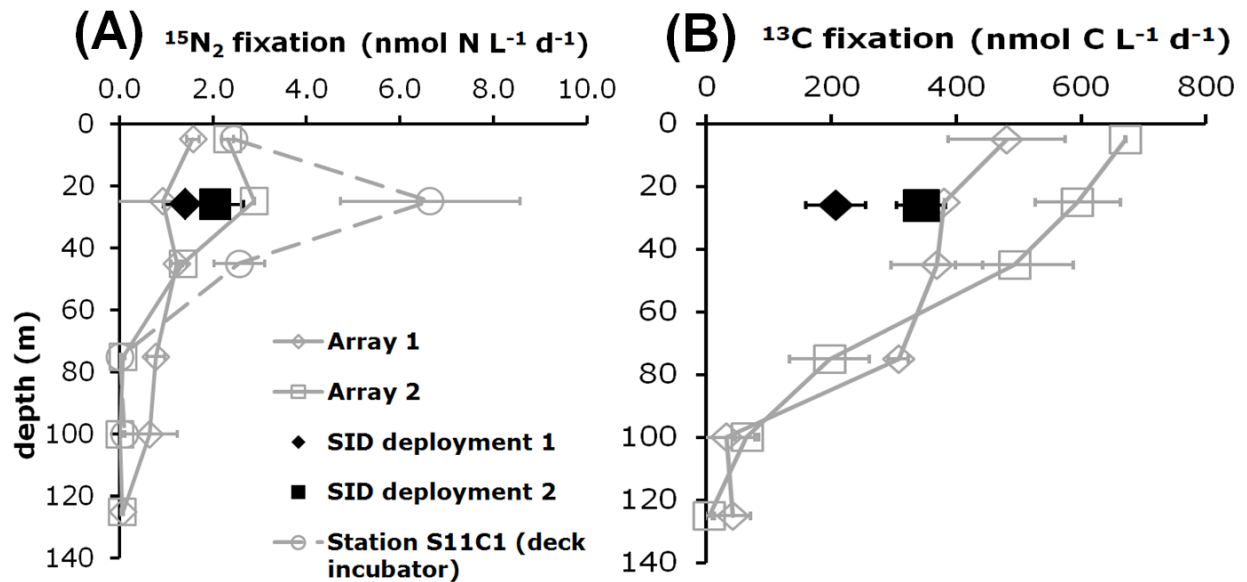 (A) ¹⁵N₂ fixation (nmol N L⁻¹ d⁻¹)
0.0 2.0 4.0 6.0 8.0 10.0
0
20
40
60
80
100
120
140
depth (m)
Array 1
Array 2
SID deployment 1
SID deployment 2
Station S11C1 (deck
incubator)
(B) ¹³C fixation (nmol C L⁻¹ d⁻¹)
0 200 400 600 800
0
20
40
60
80
100
120
140